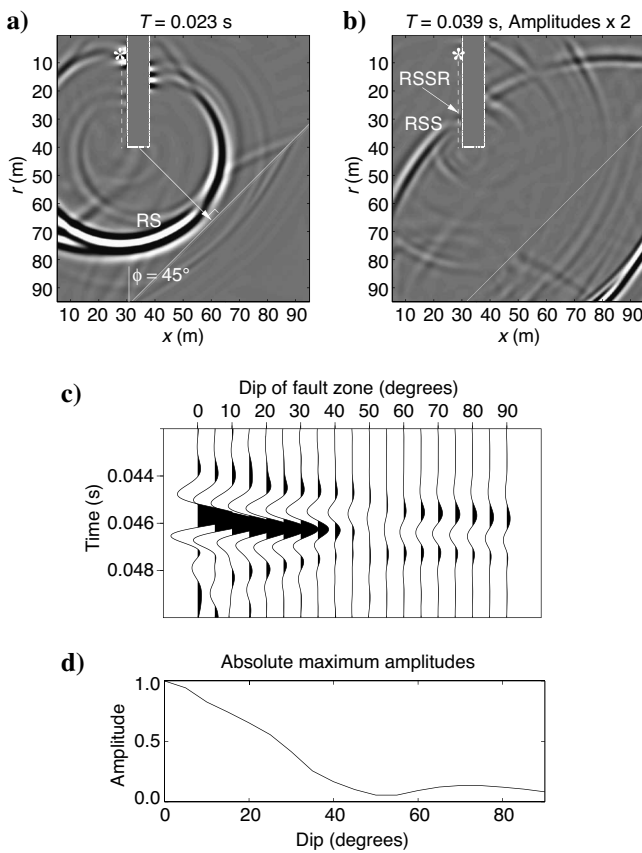 a)
T = 0.023 s
r (m)
10
20
30
40
50
60
70
80
90
RS
ϕ = 45°
10 20 30 40 50 60 70 80 90
x (m)
b)
T = 0.039 s, Amplitudes x 2
r (m)
10
20
30
40
50
60
70
80
90
RSSR
RSS
10 20 30 40 50 60 70 80 90
x (m)
c)
Dip of fault zone (degrees)
0 10 20 30 40 50 60 70 80 90
Time (s)
0.044
0.046
0.048
d)
Absolute maximum amplitudes
Amplitude
1.0
0.5
0.0
0 20 40 60 80
Dip (degrees)